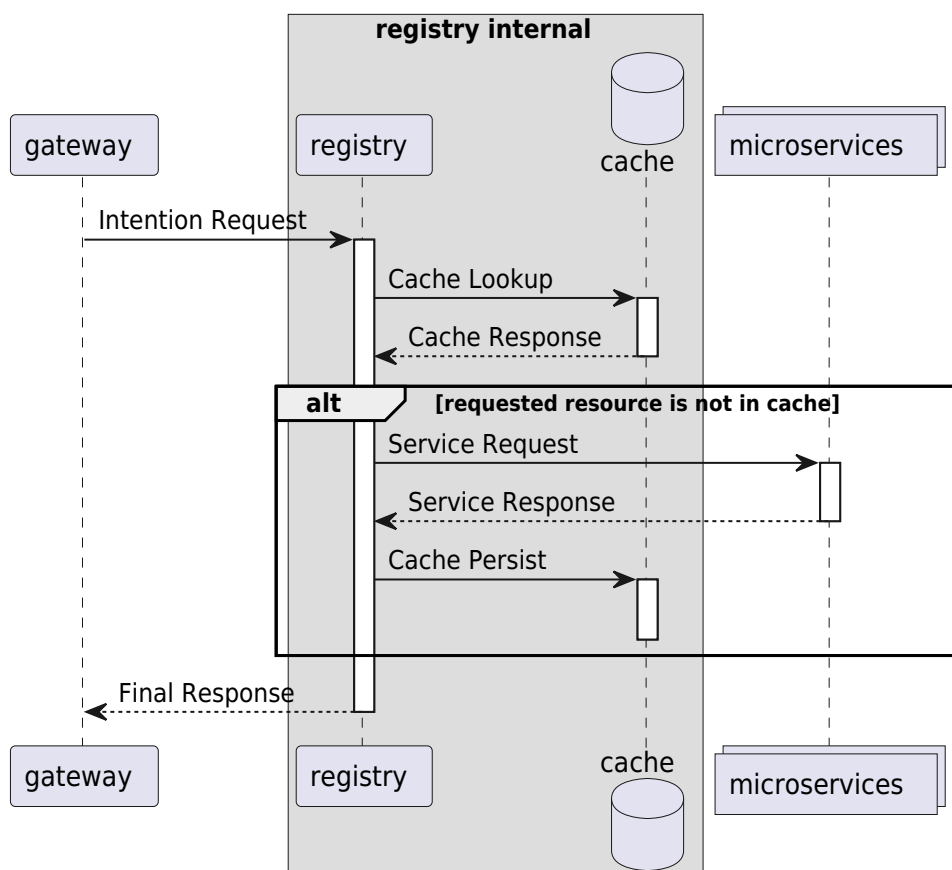 registry internal
gateway
registry
cache
microservices
Intention Request
Cache Lookup
Cache Response
alt
[requested resource is not in cache]
Service Request
Service Response
Cache Persist
Final Response
gateway
registry
cache
microservices